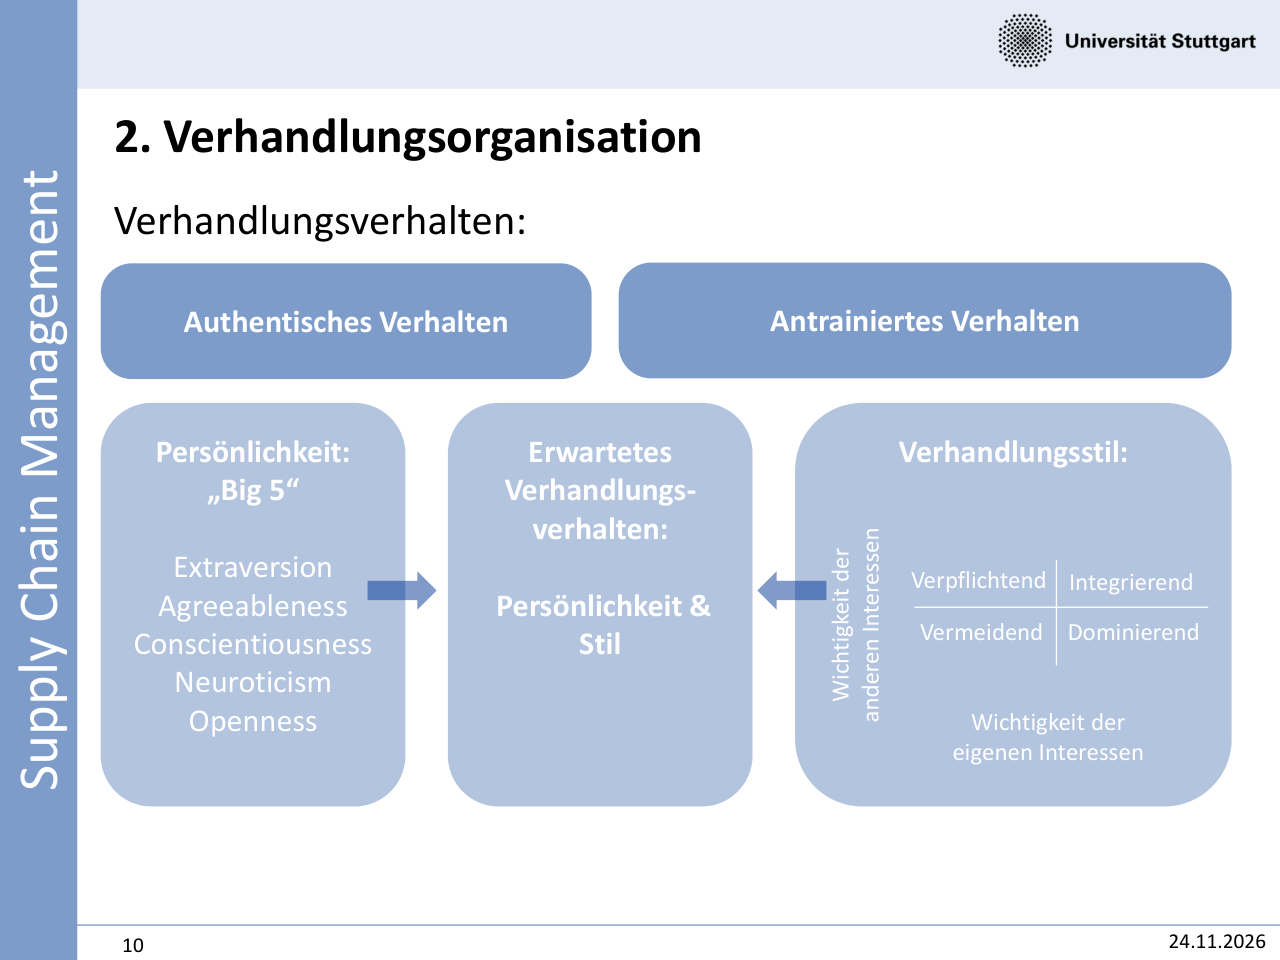 Universität Stuttgart
Supply Chain Management
2. Verhandlungsorganisation
Verhandlungsverhalten:
Authentisches Verhalten
Antrainiertes Verhalten
Persönlichkeit:
„Big 5“
Extraversion
Agreeableness
Conscientiousness
Neuroticism
Openness
Erwartetes
Verhandlungs-
verhalten:
Persönlichkeit &
Stil
Verhandlungsstil:
Wichtigkeit der
anderen Interessen
Verpflichtend
Integrierend
Vermeidend
Dominierend
Wichtigkeit der
eigenen Interessen
10
24.11.2026